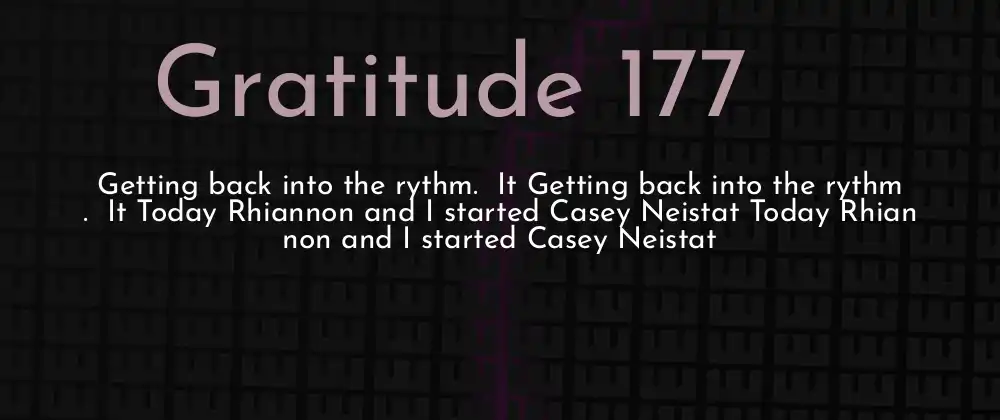 Gratitude 177
Getting back into the rythm.  It Getting back into the rythm
.  It Today Rhiannon and I started Casey Neistat Today Rhian
non and I started Casey Neistat